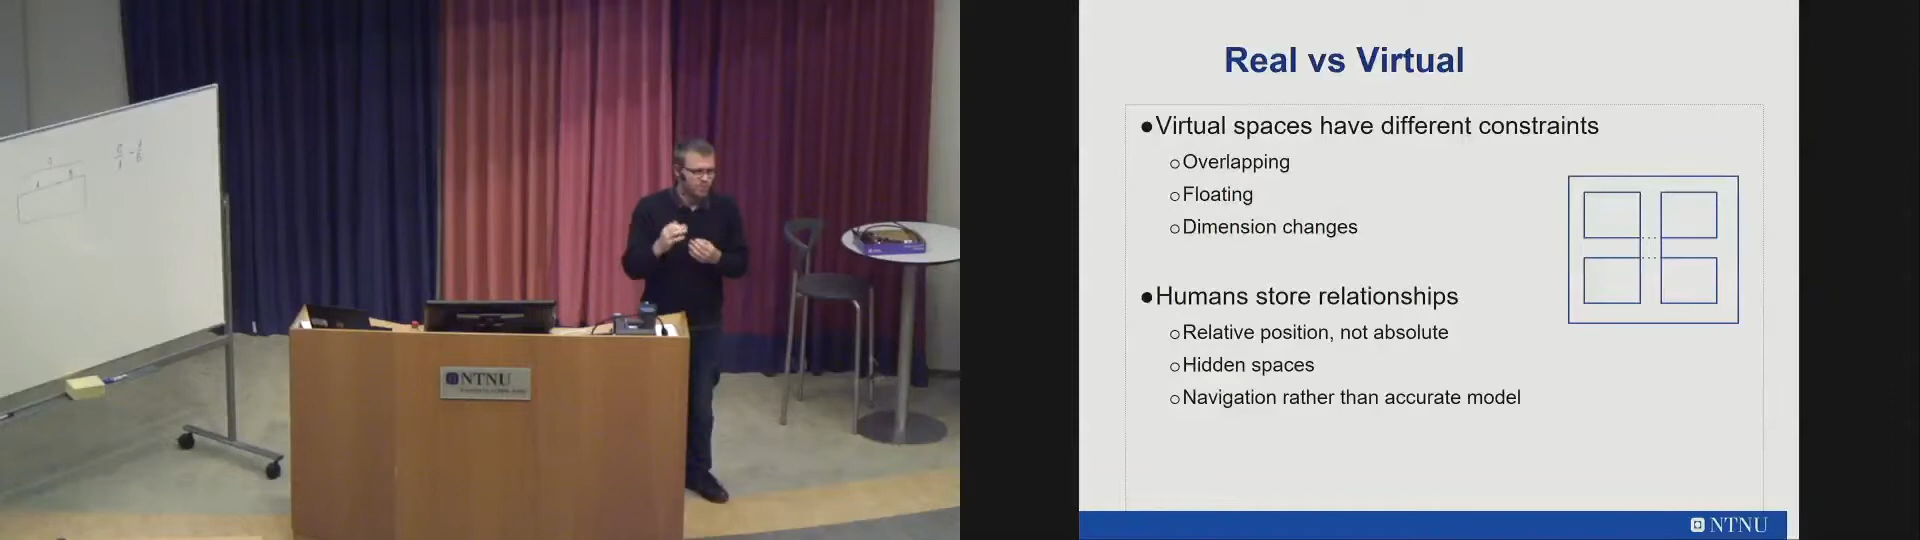 NTNU
Real vs Virtual
●Virtual spaces have different constraints
○Overlapping
○Floating
○Dimension changes
●Humans store relationships
○Relative position, not absolute
○Hidden spaces
○Navigation rather than accurate model
NTNU